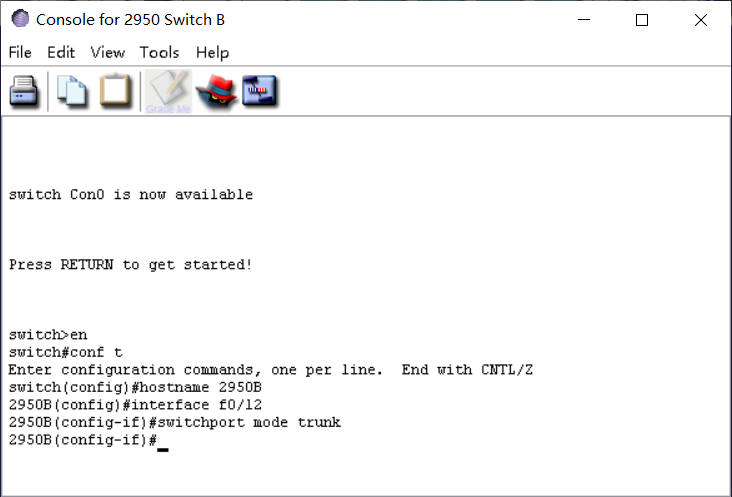 Console for 2950 Switch B
File Edit View Tools Help
Grade Me
switch Con0 is now available
Press RETURN to get started!
switch>en
switch#conf t
Enter configuration commands, one per line.  End with CNTL/Z
switch(config)#hostname 2950B
2950B(config)#interface f0/12
2950B(config-if)#switchport mode trunk
2950B(config-if)#